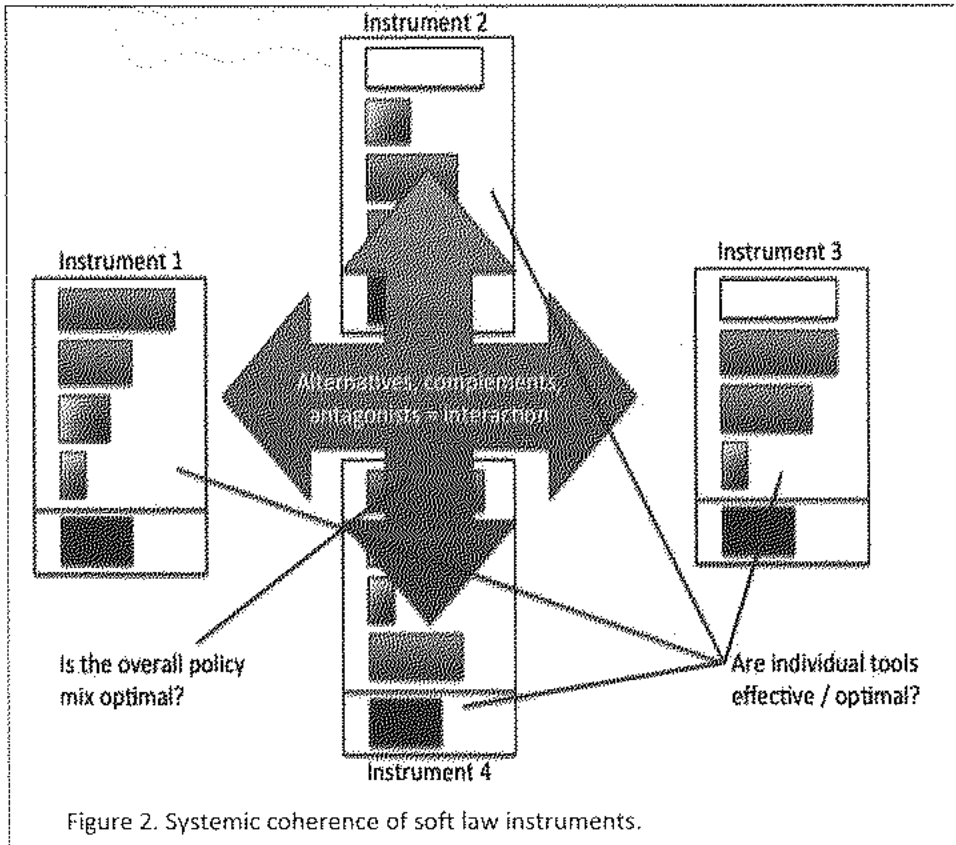 Instrument 2
Instrument 1
Instrument 3
Alternatives, complements,
antagonists = interaction
Is the overall policy
mix optimal?
Are individual tools
effective / optimal?
Instrument 4
Figure 2. Systemic coherence of soft law instruments.